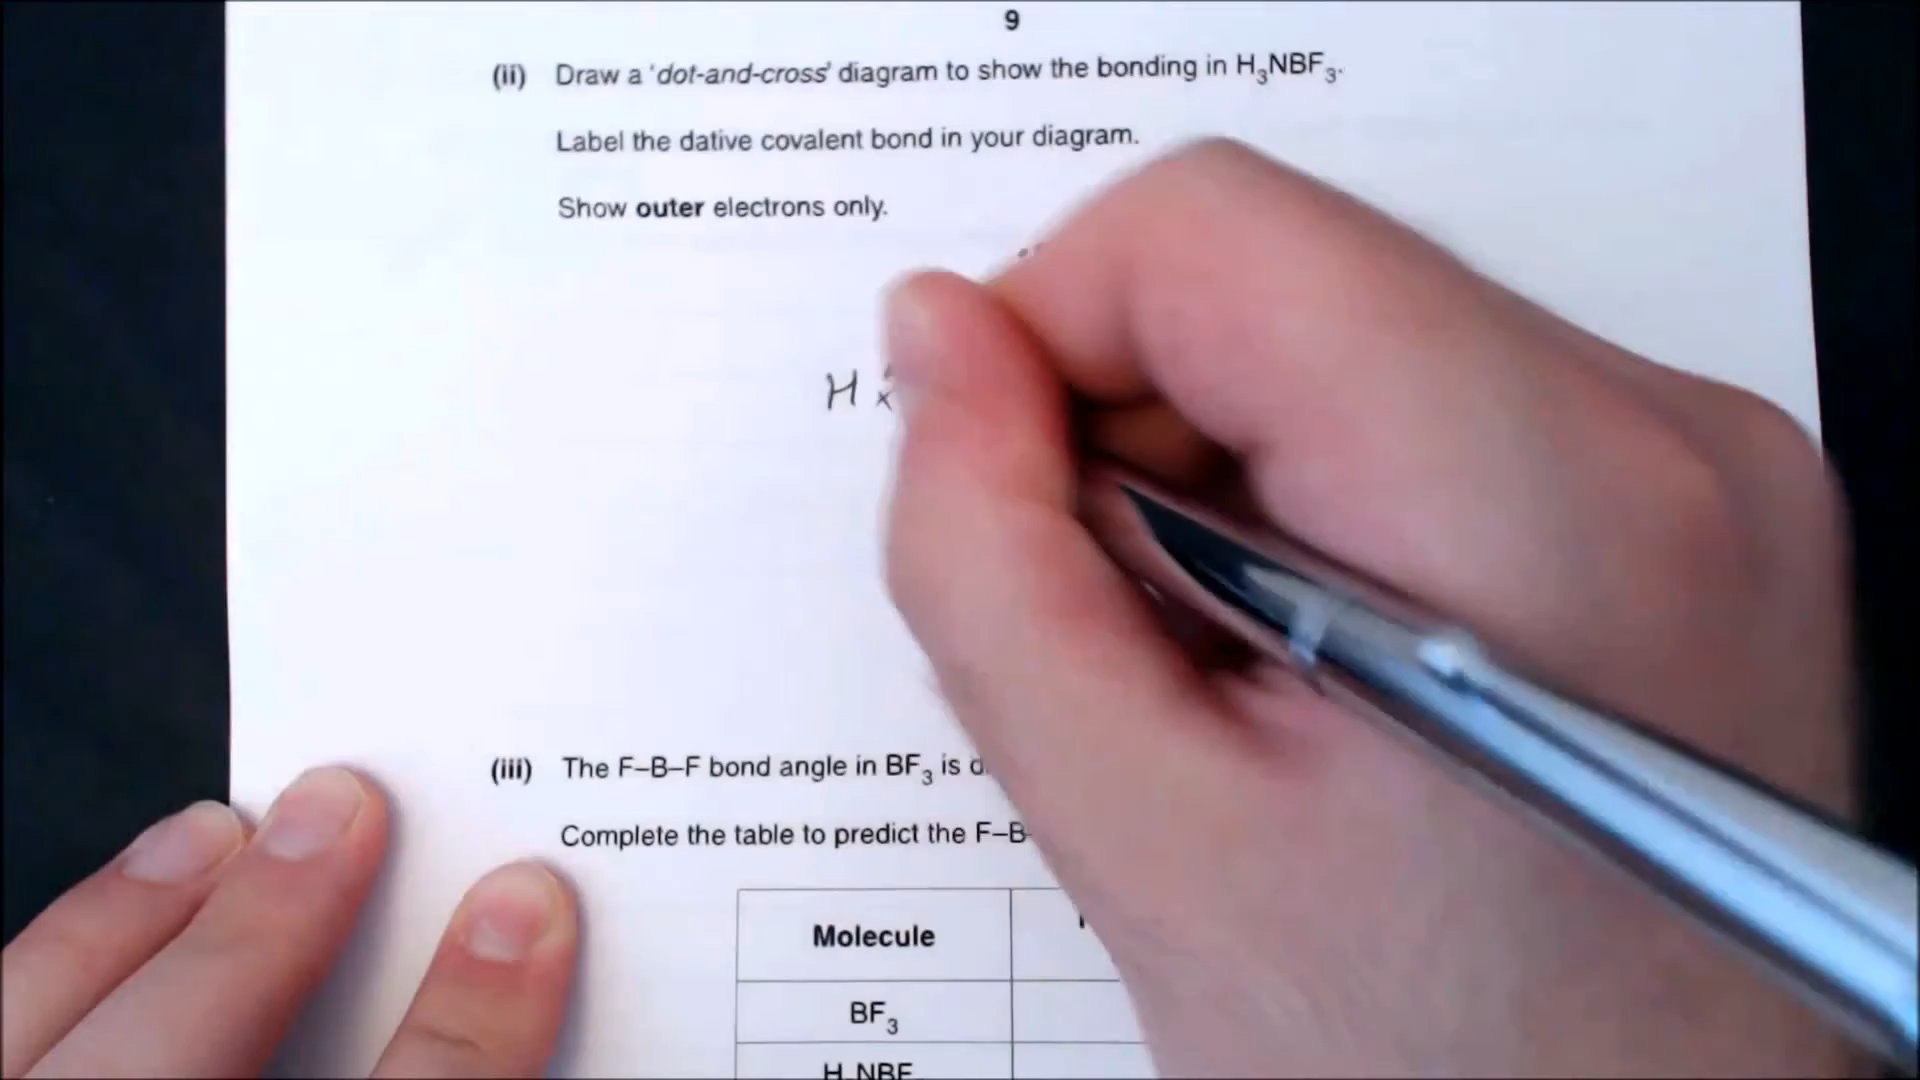 9
(ii) Draw a 'dot-and-cross' diagram to show the bonding in H₃NBF₃.
Label the dative covalent bond in your diagram.
Show outer electrons only.
H x
(iii) The F–B–F bond angle in BF₃ is
Complete the table to predict the F–B–
Molecule
BF₃
H NBF